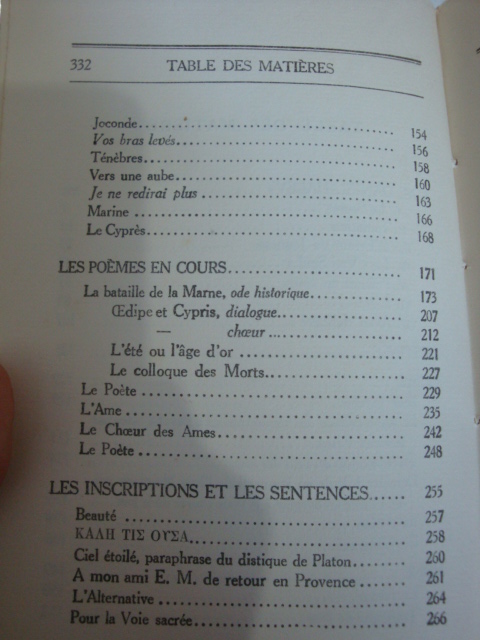 332 TABLE DES MATIÈRES
Joconde.......... 154
Vos bras levés.......... 156
Ténèbres.......... 158
Vers une aube.......... 160
Je ne redirai plus .......... 163
Marine .......... 166
Le Cyprès.......... 168
LES POÈMES EN COURS.......... 171
La bataille de la Marne, ode historique.......... 173
Œdipe et Cypris, dialogue.......... 207
— chœur .......... 212
L'été ou l'âge d'or .......... 221
Le colloque des Morts.......... 227
Le Poète .......... 229
L'Ame .......... 235
Le Chœur des Ames.......... 242
Le Poète .......... 248
LES INSCRIPTIONS ET LES SENTENCES...... 255
Beauté .......... 257
ΚΑΛΗ ΤΙΣ ΟΥΣΑ.......... 258
Ciel étoilé, paraphrase du distique de Platon....... 260
A mon ami E. M. de retour en Provence ....... 261
L'Alternative .......... 264
Pour la Voie sacrée.......... 266